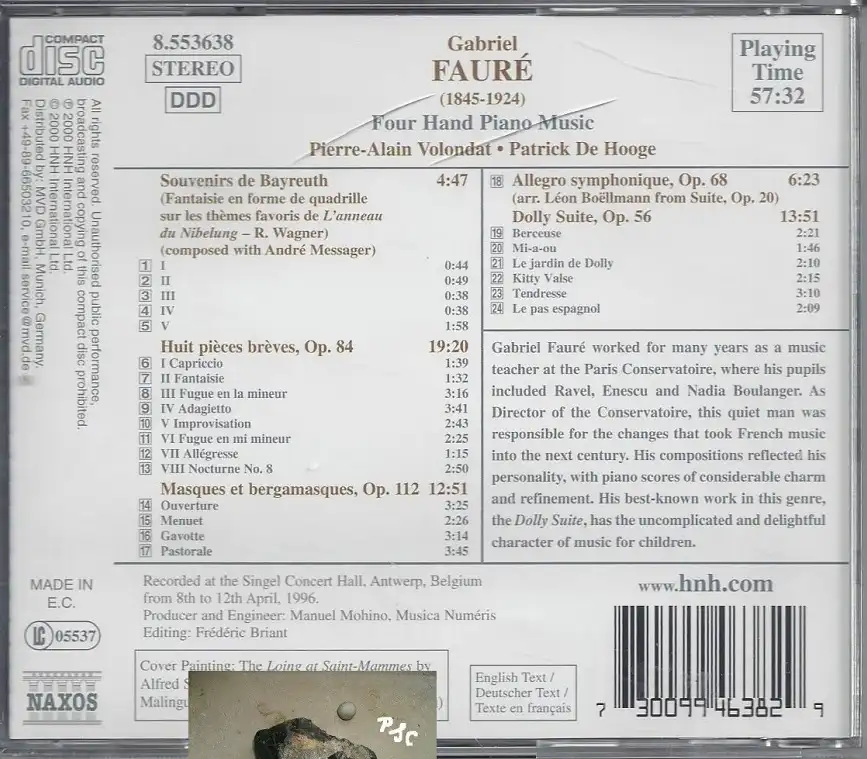 COMPACT
disc
DIGITAL AUDIO
8.553638
STEREO
DDD
Gabriel
FAURÉ
(1845-1924)
Four Hand Piano Music
Pierre-Alain Volondat • Patrick De Hooge
Playing
Time
57:32
All rights reserved. Unauthorised public performance,
broadcasting and copying of this compact disc prohibited.
℗ 2000 HNH International Ltd.
© 2000 HNH International Ltd.
Distributed by: MVD GmbH, Munich, Germany.
Fax +49-89-66503210, e-mail service@mvd.de
Souvenirs de Bayreuth 4:47
(Fantaisie en forme de quadrille
sur les thèmes favoris de L'anneau
du Nibelung – R. Wagner)
(composed with André Messager)
1 I 0:44
2 II 0:49
3 III 0:38
4 IV 0:38
5 V 1:58
Huit pièces brèves, Op. 84 19:20
6 I Capriccio 1:39
7 II Fantaisie 1:32
8 III Fugue en la mineur 3:16
9 IV Adagietto 3:41
10 V Improvisation 2:43
11 VI Fugue en mi mineur 2:25
12 VII Allégresse 1:15
13 VIII Nocturne No. 8 2:50
Masques et bergamasques, Op. 112 12:51
14 Ouverture 3:25
15 Menuet 2:26
16 Gavotte 3:14
17 Pastorale 3:45
18 Allegro symphonique, Op. 68 6:23
(arr. Léon Boëllmann from Suite, Op. 20)
Dolly Suite, Op. 56 13:51
19 Berceuse 2:21
20 Mi-a-ou 1:46
21 Le jardin de Dolly 2:10
22 Kitty Valse 2:15
23 Tendresse 3:10
24 Le pas espagnol 2:09
Gabriel Fauré worked for many years as a music
teacher at the Paris Conservatoire, where his pupils
included Ravel, Enescu and Nadia Boulanger. As
Director of the Conservatoire, this quiet man was
responsible for the changes that took French music
into the next century. His compositions reflected his
personality, with piano scores of considerable charm
and refinement. His best-known work in this genre,
the Dolly Suite, has the uncomplicated and delightful
character of music for children.
MADE IN
E.C.
LC 05537
NAXOS
Recorded at the Singel Concert Hall, Antwerp, Belgium
from 8th to 12th April, 1996.
Producer and Engineer: Manuel Mohino, Musica Numéris
Editing: Frédéric Briant
Cover Painting: The Loing at Saint-Mammes by
Alfred
English Text /
Deutscher Text /
Texte en français
www.hnh.com
7 30099 46382 9
PSC